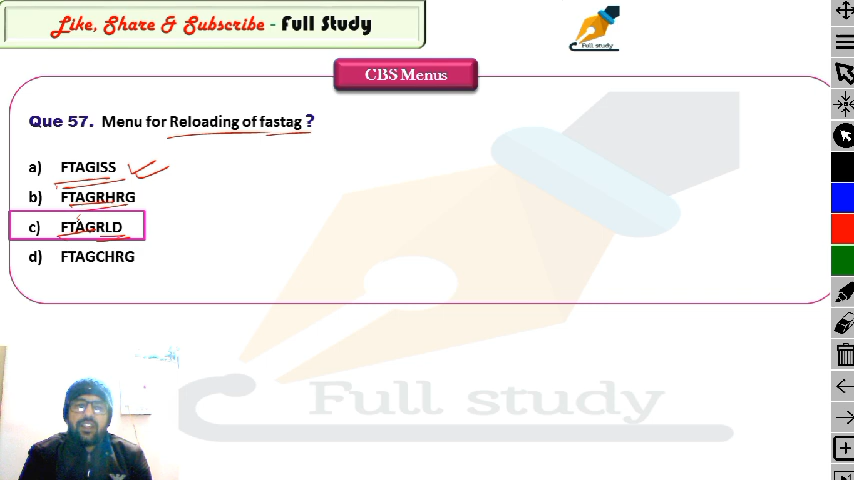 Like, Share & Subscribe - Full Study
Full study
CBS Menus
Que 57. Menu for Reloading of fastag ?
a) FTAGISS
b) FTAGRHRG
c) FTAGRLD
d) FTAGCHRG
Full study